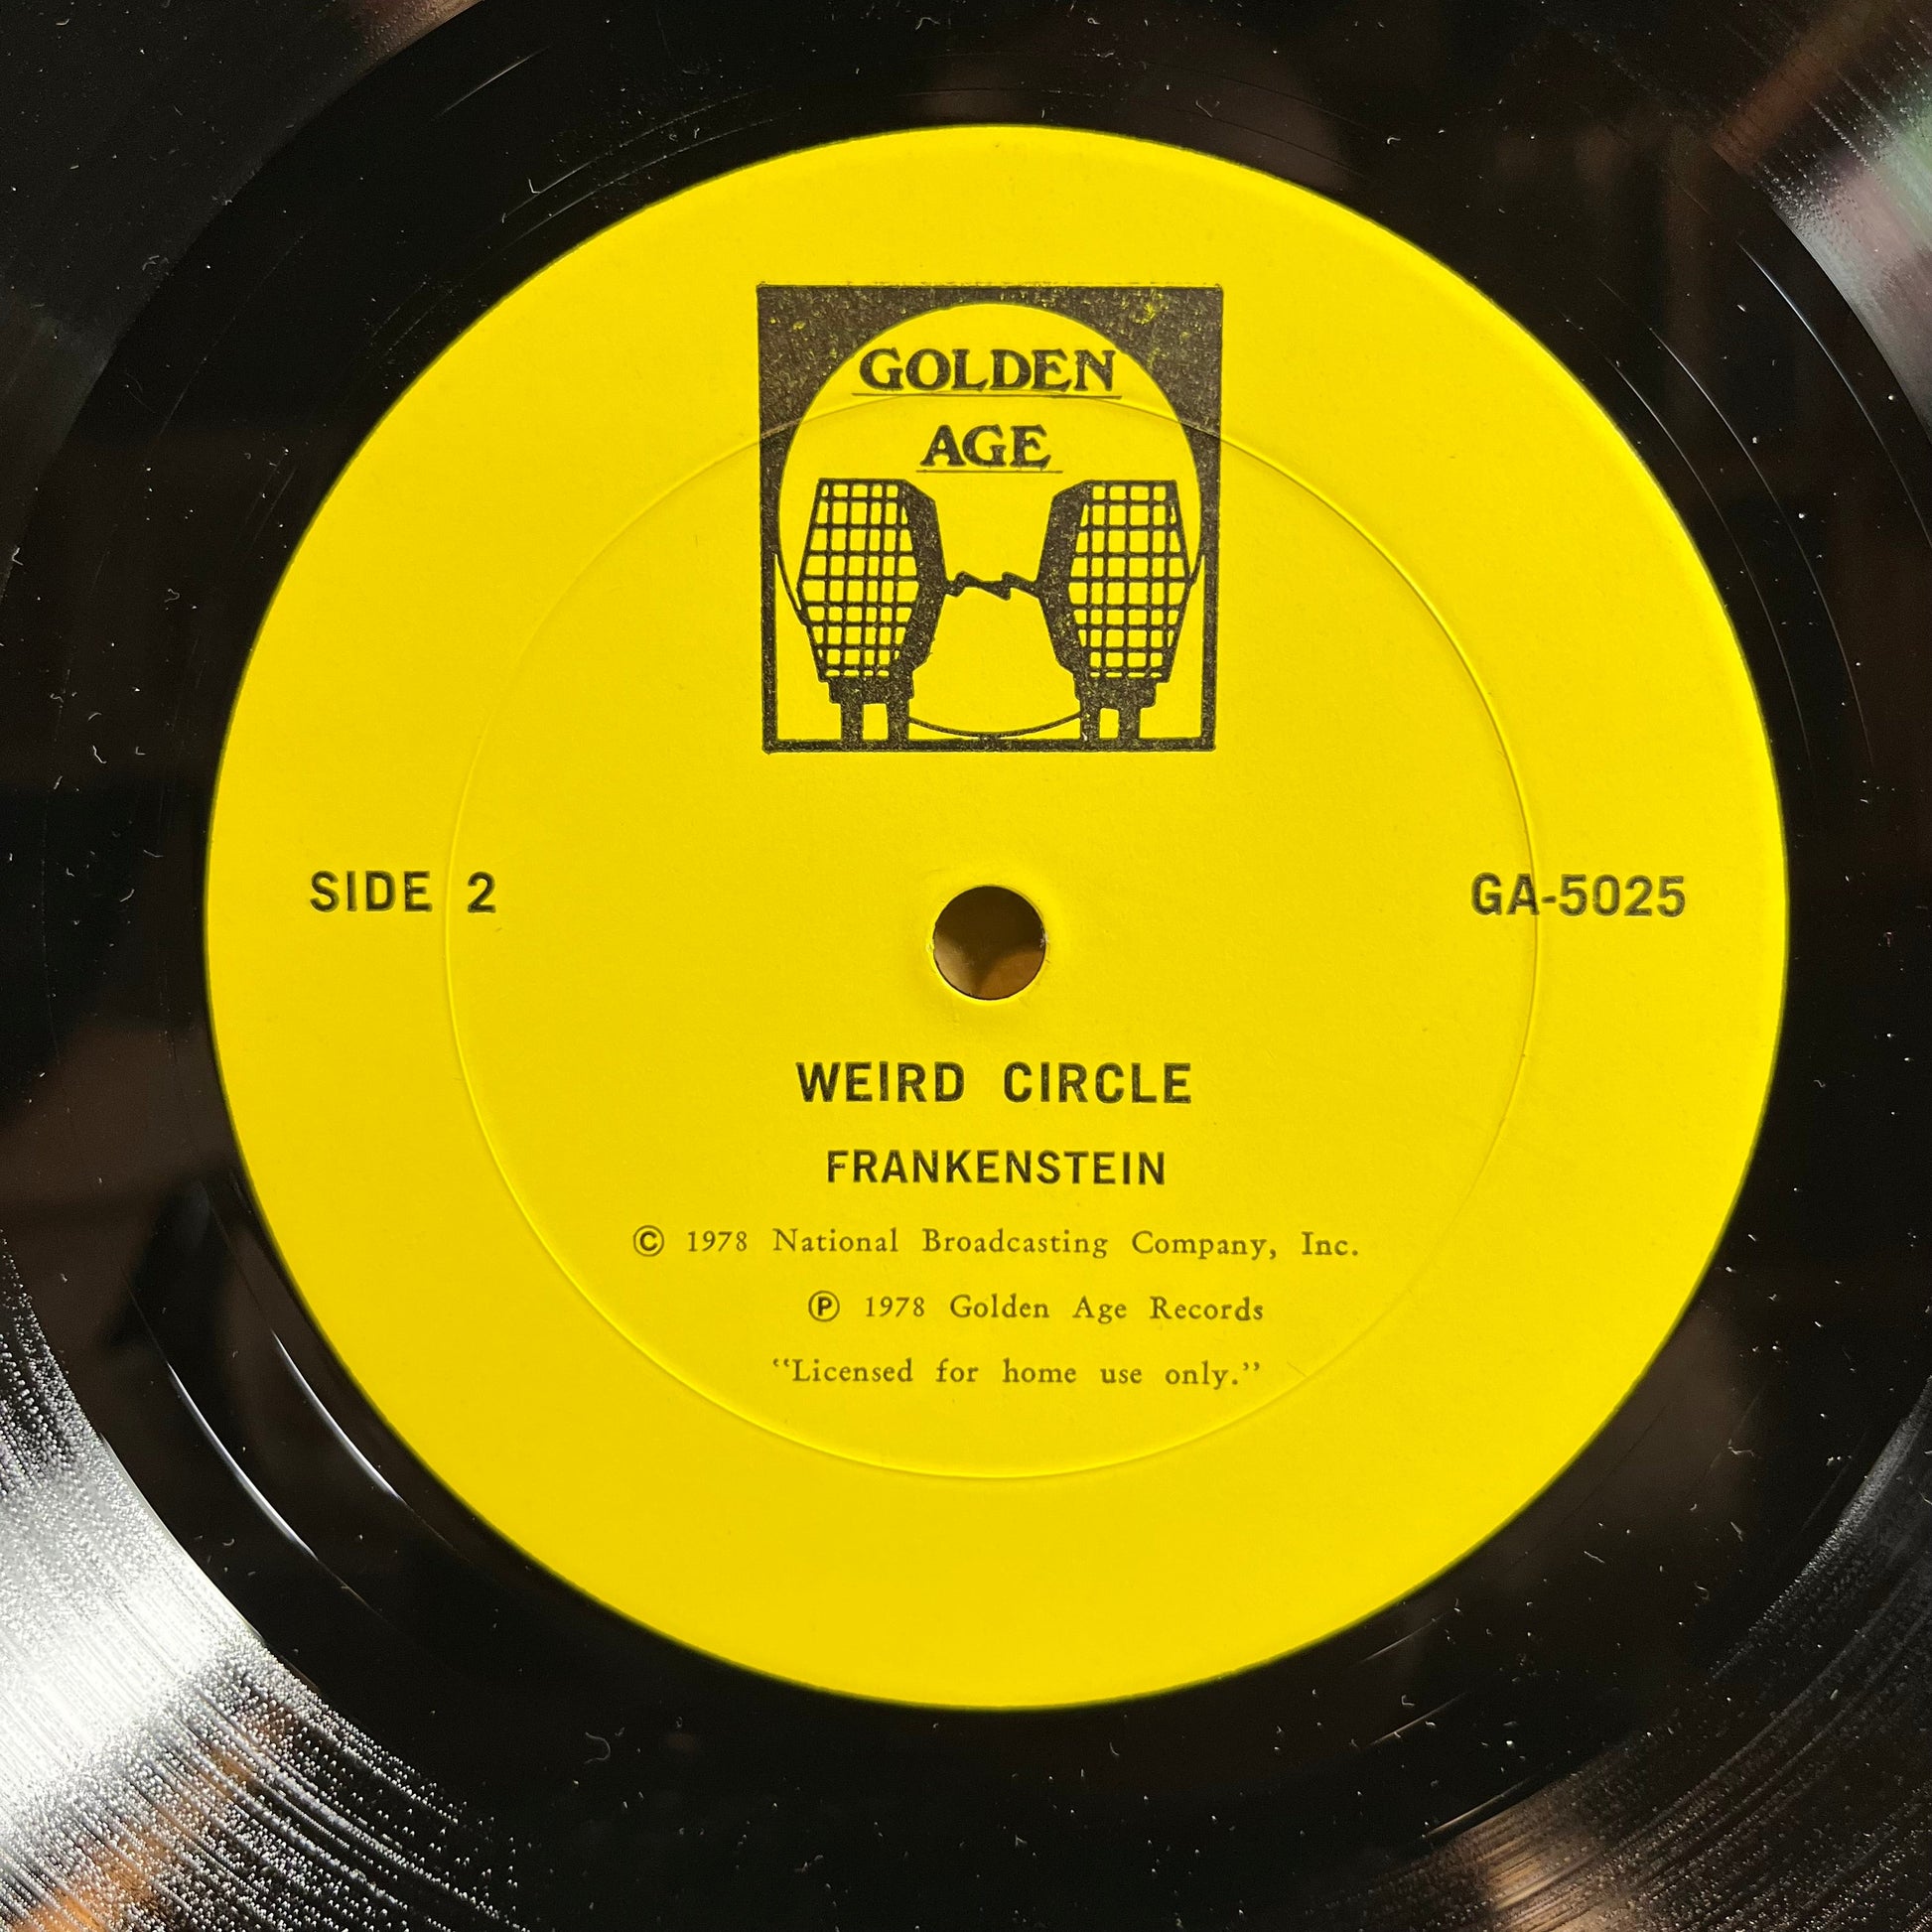 GOLDEN
AGE
SIDE 2
GA-5025
WEIRD CIRCLE
FRANKENSTEIN
© 1978 National Broadcasting Company, Inc.
℗ 1978 Golden Age Records
“Licensed for home use only.”